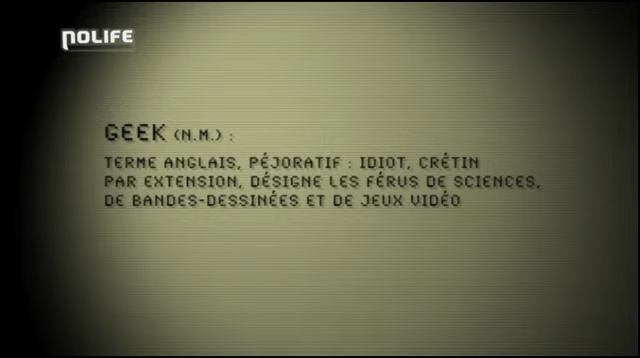 NOLIFE
GEEK (N.M.) :
TERME ANGLAIS, PÉJORATIF : IDIOT, CRÉTIN
PAR EXTENSION, DÉSIGNE LES FÉRUS DE SCIENCES,
DE BANDES-DESSINÉES ET DE JEUX VIDÉO